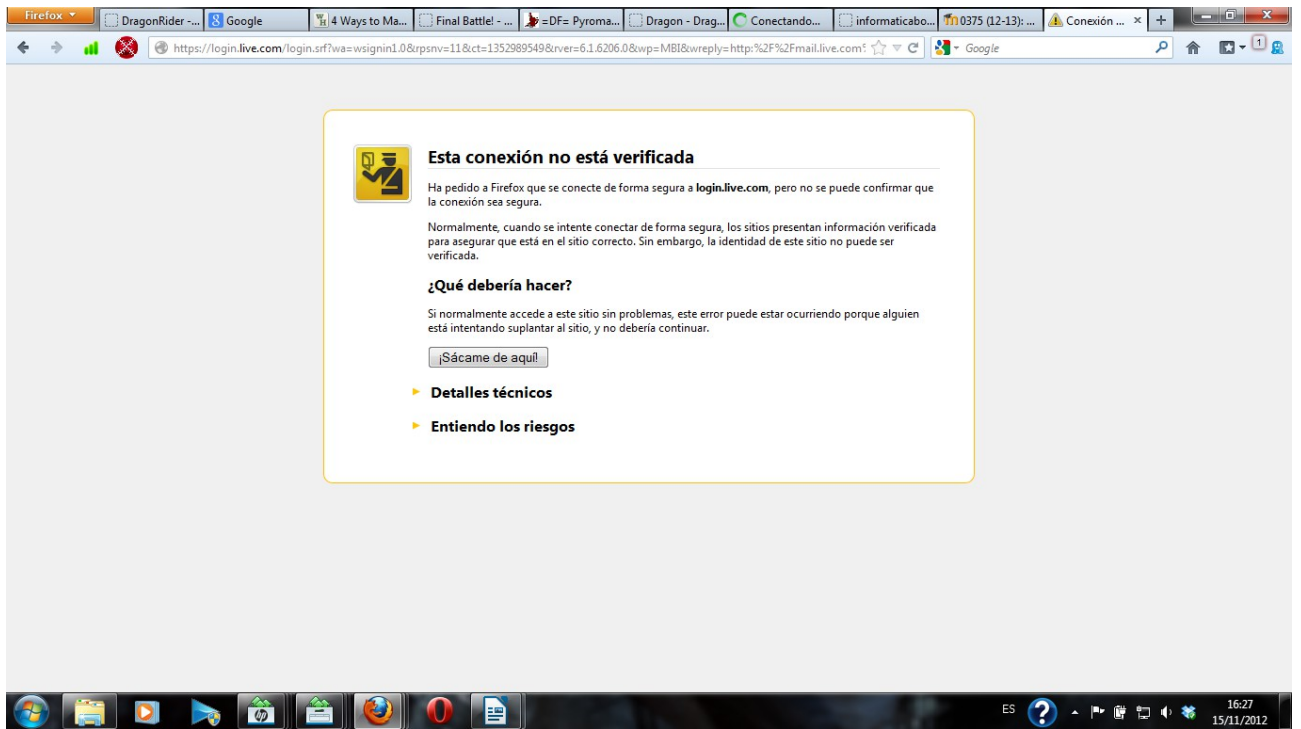 Firefox
DragonRider -...
Google
4 Ways to Ma...
Final Battle! - ...
=DF= Pyroma...
Dragon - Drag...
Conectando...
informaticabo...
0375 (12-13): ...
Conexión ...
https://login.live.com/login.srf?wa=wsignin1.0&rpsnv=11&ct=1352989549&rver=6.1.6206.0&wp=MBI&wreply=http:%2F%2Fmail.live.com%
Google
1
Esta conexión no está verificada
Ha pedido a Firefox que se conecte de forma segura a login.live.com, pero no se puede confirmar que
la conexión sea segura.
Normalmente, cuando se intente conectar de forma segura, los sitios presentan información verificada
para asegurar que está en el sitio correcto. Sin embargo, la identidad de este sitio no puede ser
verificada.
¿Qué debería hacer?
Si normalmente accede a este sitio sin problemas, este error puede estar ocurriendo porque alguien
está intentando suplantar al sitio, y no debería continuar.
¡Sácame de aquí!
Detalles técnicos
Entiendo los riesgos
ES
16:27
15/11/2012